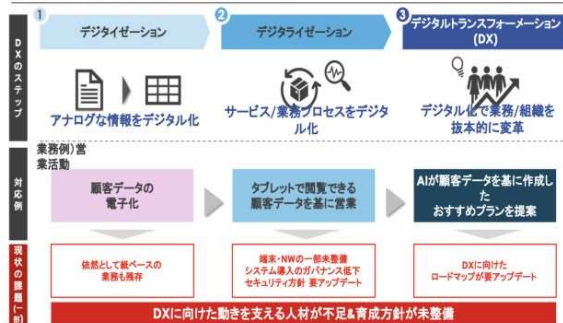 DXのステップ
1
デジタイゼーション
2
デジタライゼーション
3
デジタルトランスフォーメーション
(DX)
アナログな情報をデジタル化
サービス/業務プロセスをデジタ
ル化
デジタル化で業務/組織を
抜本的に変革
対応例
業務例)営
業活動
顧客データの
電子化
タブレットで閲覧できる
顧客データを基に営業
AIが顧客データを基に作成し
た
おすすめプランを提案
現状の課題(一部)
依然として紙ベースの
業務も残存
端末・NWの一部未整備
システム導入のガバナンス低下
セキュリティ方針 要アップデート
DXに向けた
ロードマップが要アップデート
DXに向けた動きを支える人材が不足&育成方針が未整備